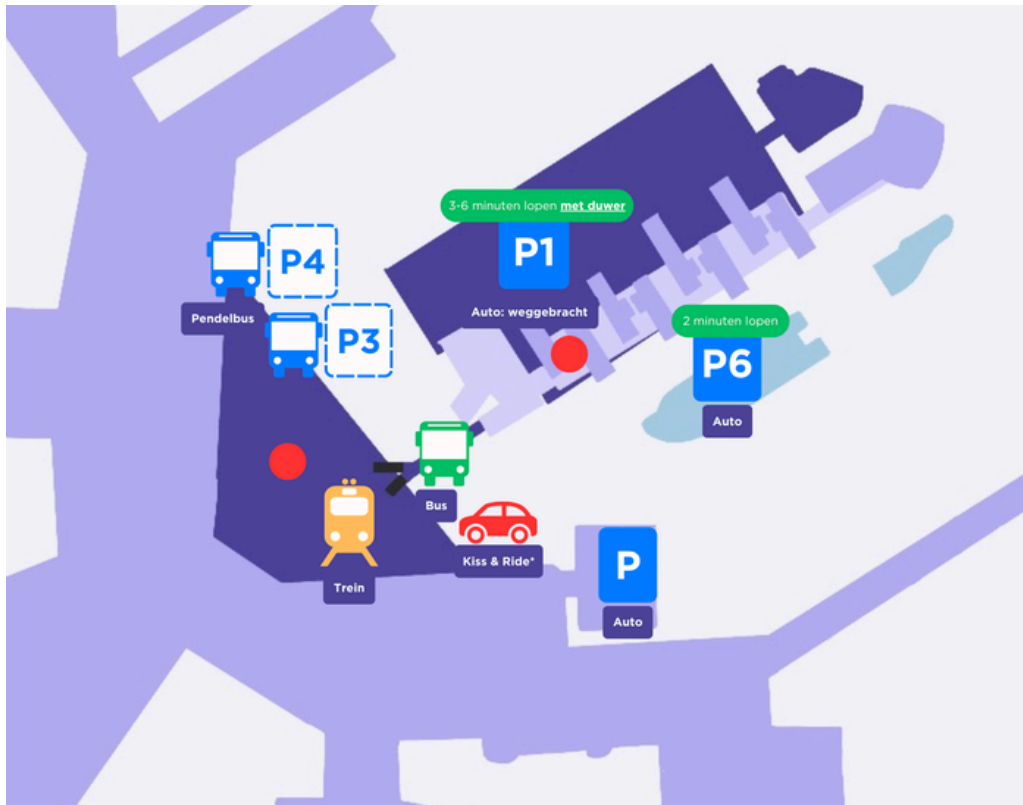 3-6 minuten lopen met duwer
P1
Auto: weggebracht
P4
Pendelbus
P3
2 minuten lopen
P6
Auto
Bus
Kiss & Ride*
Trein
P
Auto